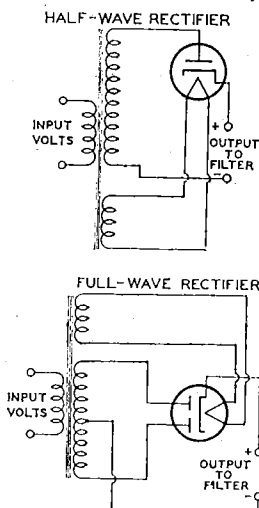 HALF-WAVE RECTIFIER
INPUT
VOLTS
+
OUTPUT
TO
FILTER
-
FULL-WAVE RECTIFIER
INPUT
VOLTS
+
OUTPUT
TO
FILTER
-